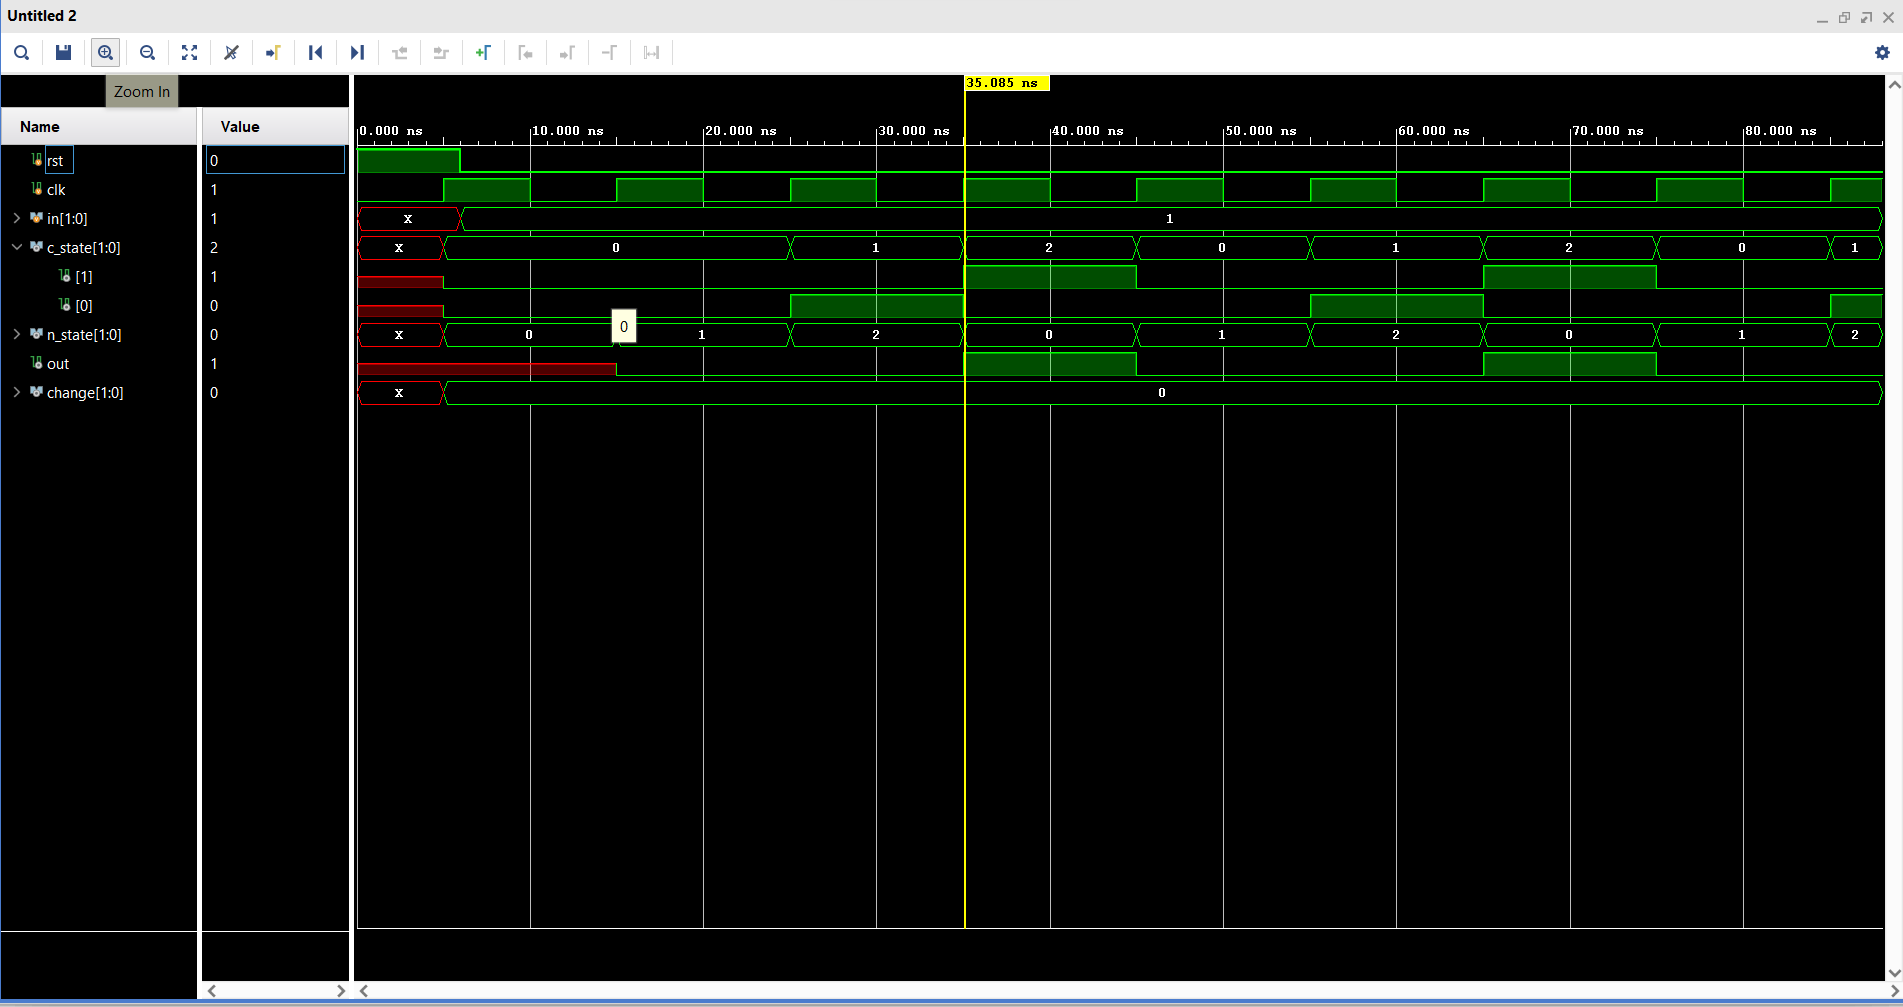 Untitled 2
Zoom In
35.085 ns
Name Value
0.000 ns 10.000 ns 20.000 ns 30.000 ns 40.000 ns 50.000 ns 60.000 ns 70.000 ns 80.000 ns
rst 0
clk 1
in[1:0] 1 x 1
c_state[1:0] 2 x 0 1 2 0 1 2 0 1
[1] 1
[0] 0
0
n_state[1:0] 0 x 0 1 2 0 1 2 0 1 2
out 1
change[1:0] 0 x 0